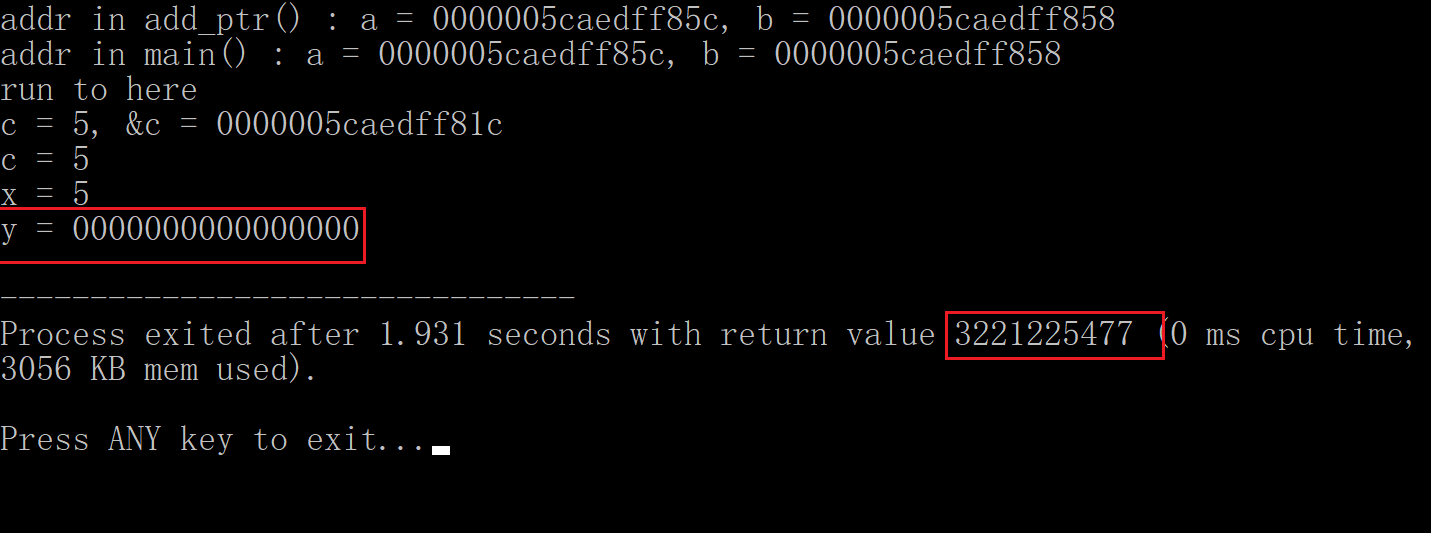 addr in add_ptr() : a = 0000005caedff85c, b = 0000005caedff858
addr in main() : a = 0000005caedff85c, b = 0000005caedff858
run to here
c = 5, &c = 0000005caedff81c
c = 5
x = 5
y = 0000000000000000
--------------------------------
Process exited after 1.931 seconds with return value 3221225477 (0 ms cpu time,
3056 KB mem used).
Press ANY key to exit...